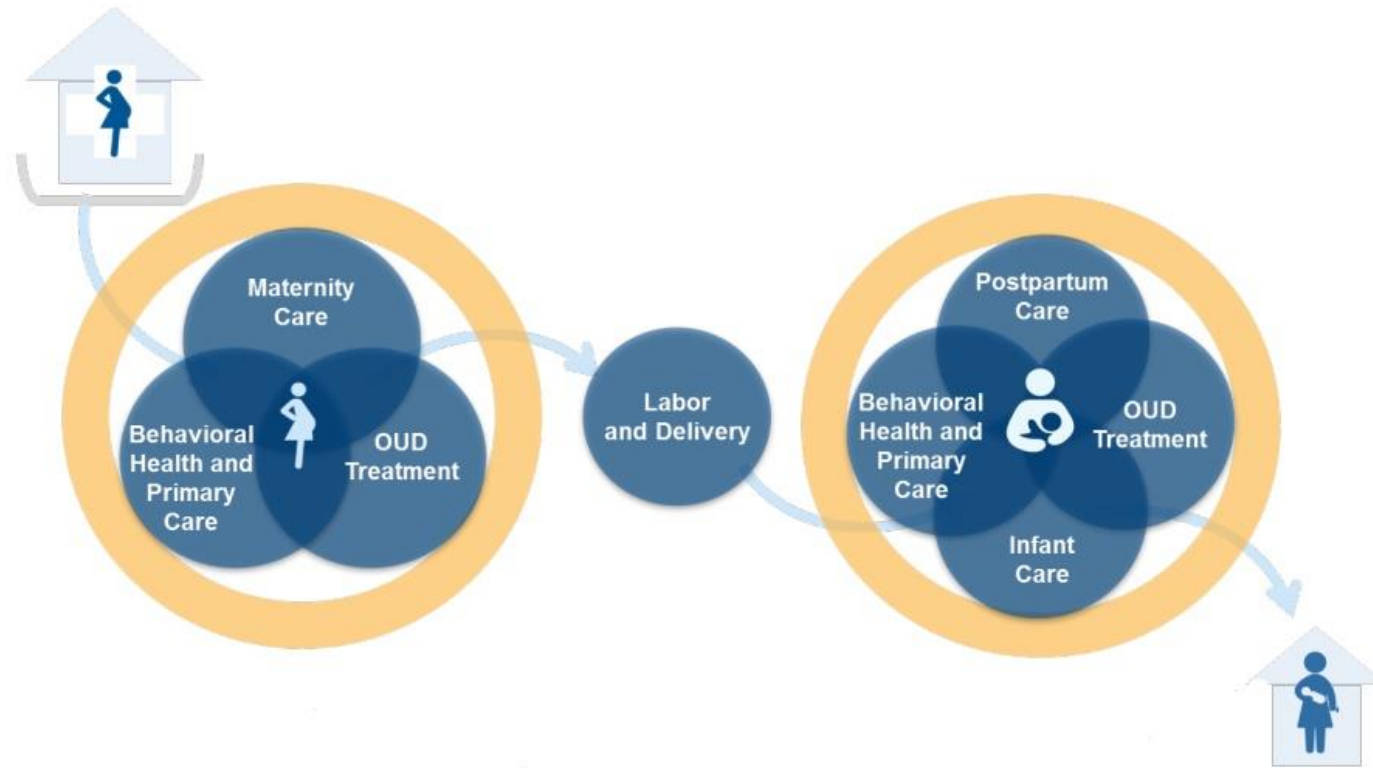 Maternity
Care
Behavioral
Health and
Primary
Care
OUD
Treatment
Labor
and Delivery
Postpartum
Care
Behavioral
Health and
Primary
Care
OUD
Treatment
Infant
Care